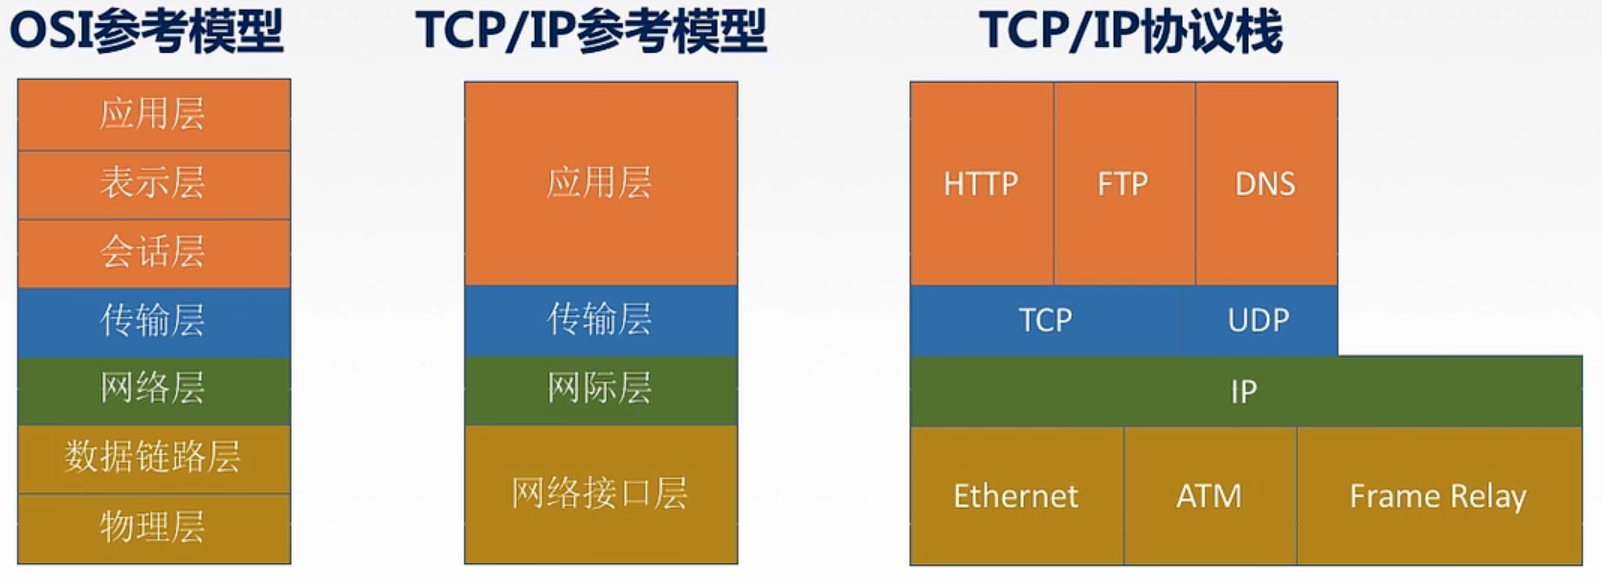 OSI参考模型
应用层
表示层
会话层
传输层
网络层
数据链路层
物理层
TCP/IP参考模型
应用层
传输层
网际层
网络接口层
TCP/IP协议栈
HTTP FTP DNS
TCP UDP
IP
Ethernet ATM Frame Relay